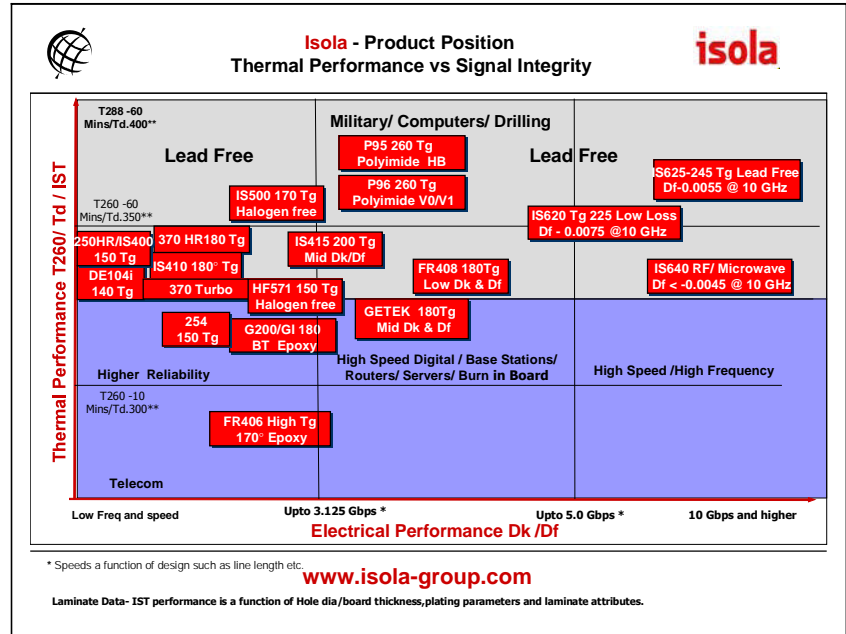 Isola - Product Position
Thermal Performance vs Signal Integrity
isola
Thermal Performance T260/ Td / IST
T288 -60
Mins/Td.400**
Military/ Computers/ Drilling
Lead Free
Lead Free
P95 260 Tg
Polyimide HB
P96 260 Tg
Polyimide V0/V1
IS625-245 Tg Lead Free
Df-0.0055 @ 10 GHz
IS500 170 Tg
Halogen free
T260 -60
Mins/Td.350**
IS620 Tg 225 Low Loss
Df - 0.0075 @10 GHz
250HR/IS400
150 Tg
370 HR180 Tg
IS415 200 Tg
Mid Dk/Df
DE104i
140 Tg
IS410 180° Tg
370 Turbo
HF571 150 Tg
Halogen free
FR408 180Tg
Low Dk & Df
IS640 RF/ Microwave
Df < -0.0045 @ 10 GHz
254
150 Tg
G200/GI 180
BT Epoxy
GETEK 180Tg
Mid Dk & Df
Higher Reliability
High Speed Digital / Base Stations/
Routers/ Servers/ Burn in Board
High Speed /High Frequency
T260 -10
Mins/Td.300**
FR406 High Tg
170° Epoxy
Telecom
Low Freq and speed
Upto 3.125 Gbps *
Upto 5.0 Gbps *
10 Gbps and higher
Electrical Performance Dk /Df
* Speeds a function of design such as line length etc.
www.isola-group.com
Laminate Data- IST performance is a function of Hole dia/board thickness,plating parameters and laminate attributes.